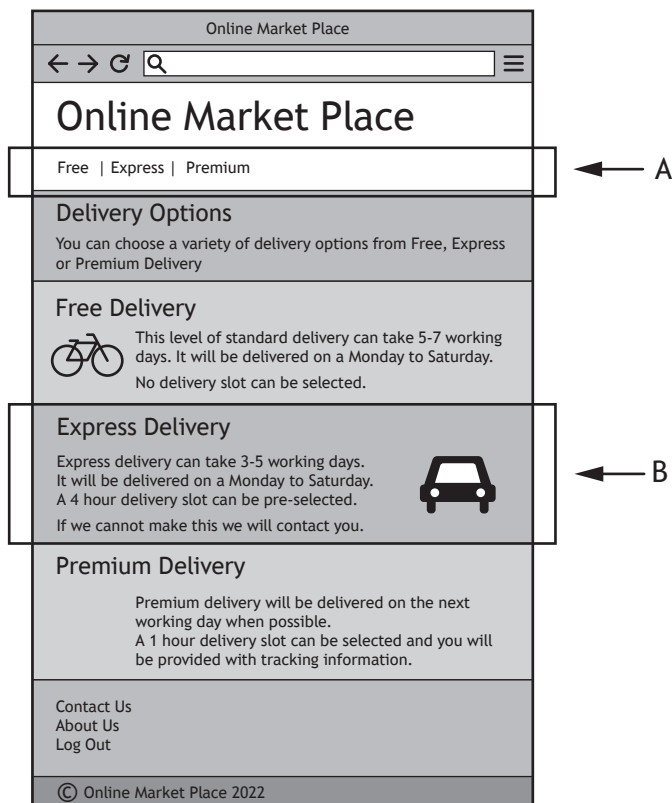 Online Market Place
Online Market Place
Free | Express | Premium
A
Delivery Options
You can choose a variety of delivery options from Free, Express
or Premium Delivery
Free Delivery
This level of standard delivery can take 5-7 working
days. It will be delivered on a Monday to Saturday.
No delivery slot can be selected.
Express Delivery
Express delivery can take 3-5 working days.
It will be delivered on a Monday to Saturday.
A 4 hour delivery slot can be pre-selected.
If we cannot make this we will contact you.
B
Premium Delivery
Premium delivery will be delivered on the next
working day when possible.
A 1 hour delivery slot can be selected and you will
be provided with tracking information.
Contact Us
About Us
Log Out
© Online Market Place 2022